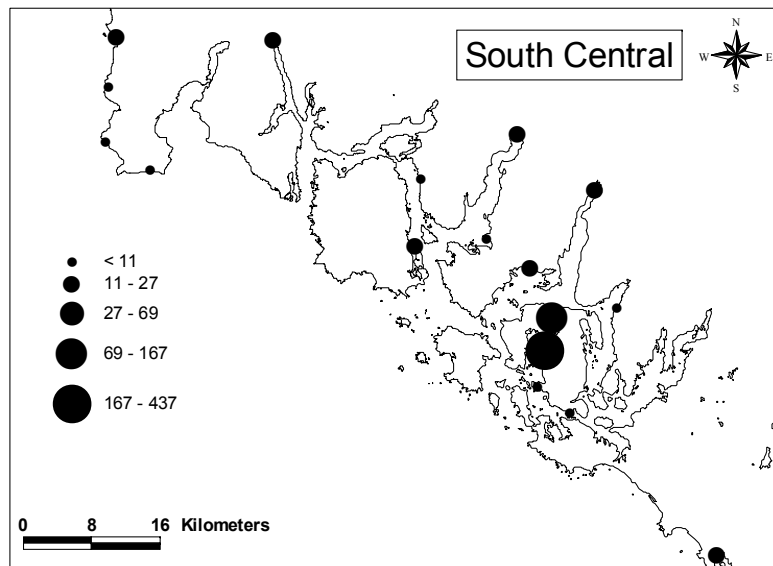 South Central
N
W E
S
< 11
11 - 27
27 - 69
69 - 167
167 - 437
0 8 16 Kilometers